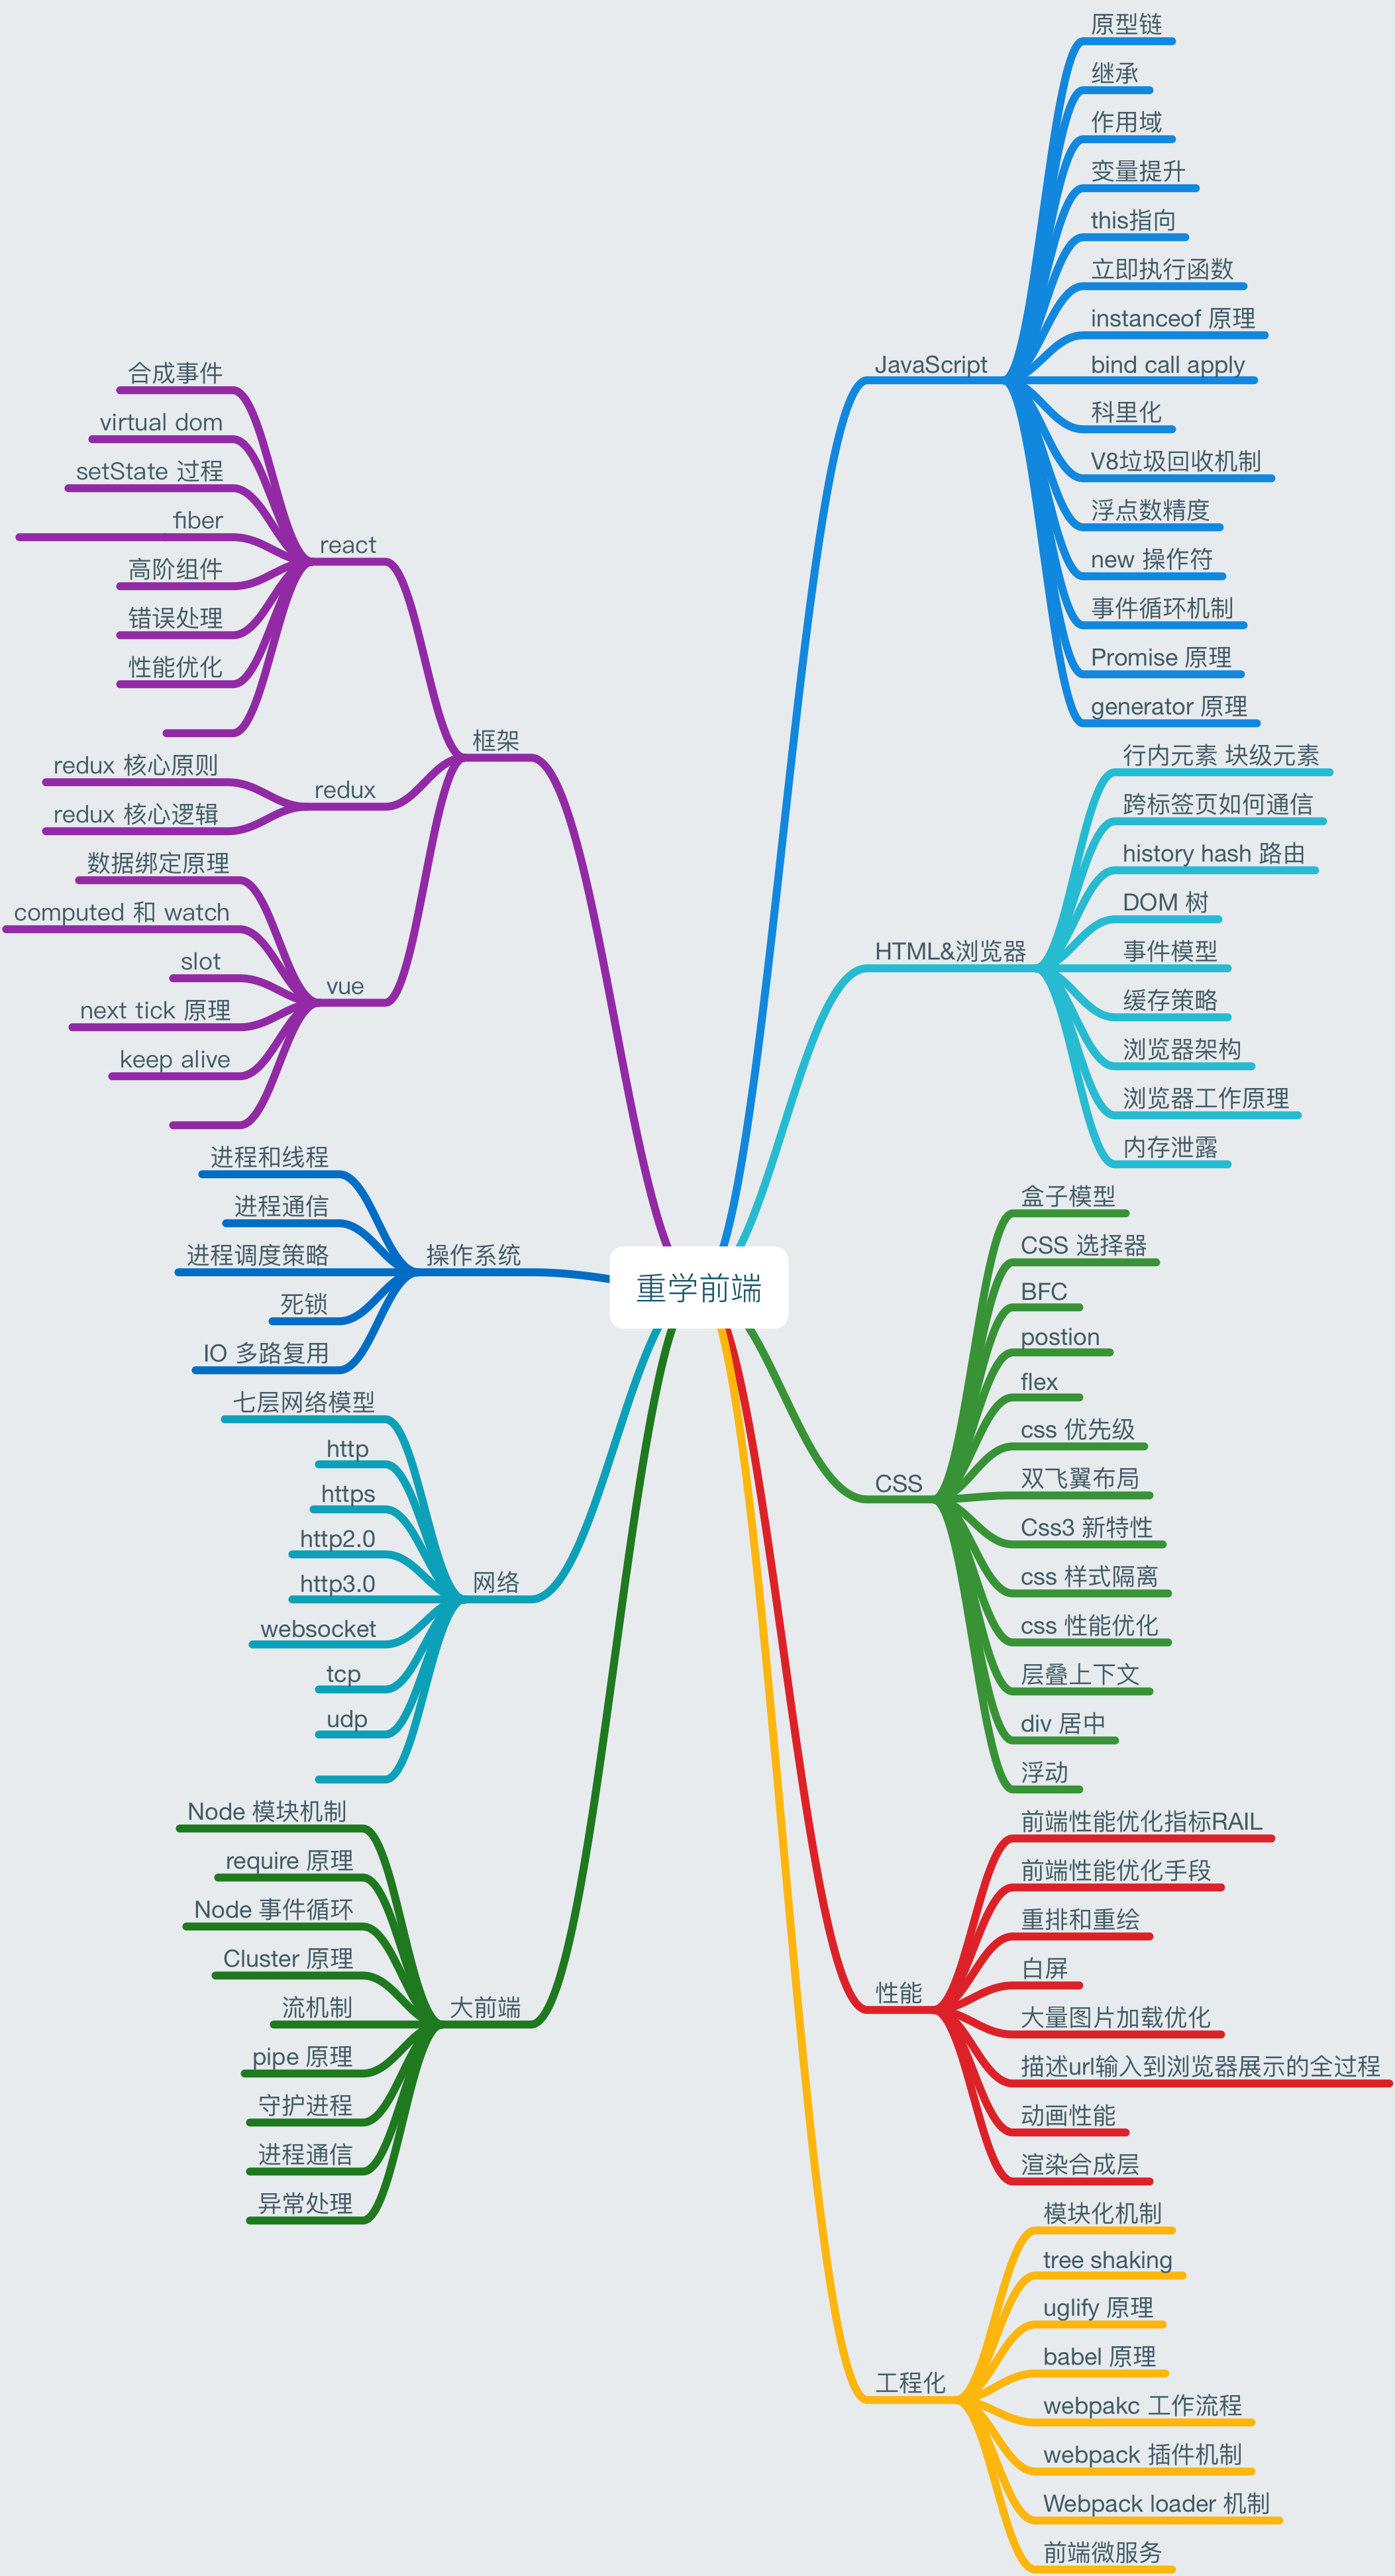 重学前端
JavaScript
原型链
继承
作用域
变量提升
this指向
立即执行函数
instanceof 原理
bind call apply
科里化
V8垃圾回收机制
浮点数精度
new 操作符
事件循环机制
Promise 原理
generator 原理
HTML&浏览器
行内元素 块级元素
跨标签页如何通信
history hash 路由
DOM 树
事件模型
缓存策略
浏览器架构
浏览器工作原理
内存泄露
CSS
盒子模型
CSS 选择器
BFC
postion
flex
css 优先级
双飞翼布局
Css3 新特性
css 样式隔离
css 性能优化
层叠上下文
div 居中
浮动
性能
前端性能优化指标RAIL
前端性能优化手段
重排和重绘
白屏
大量图片加载优化
描述url输入到浏览器展示的全过程
动画性能
渲染合成层
工程化
模块化机制
tree shaking
uglify 原理
babel 原理
webpakc 工作流程
webpack 插件机制
Webpack loader 机制
前端微服务
框架
react
合成事件
virtual dom
setState 过程
fiber
高阶组件
错误处理
性能优化
redux
redux 核心原则
redux 核心逻辑
vue
数据绑定原理
computed 和 watch
slot
next tick 原理
keep alive
操作系统
进程和线程
进程通信
进程调度策略
死锁
IO 多路复用
网络
七层网络模型
http
https
http2.0
http3.0
websocket
tcp
udp
大前端
Node 模块机制
require 原理
Node 事件循环
Cluster 原理
流机制
pipe 原理
守护进程
进程通信
异常处理